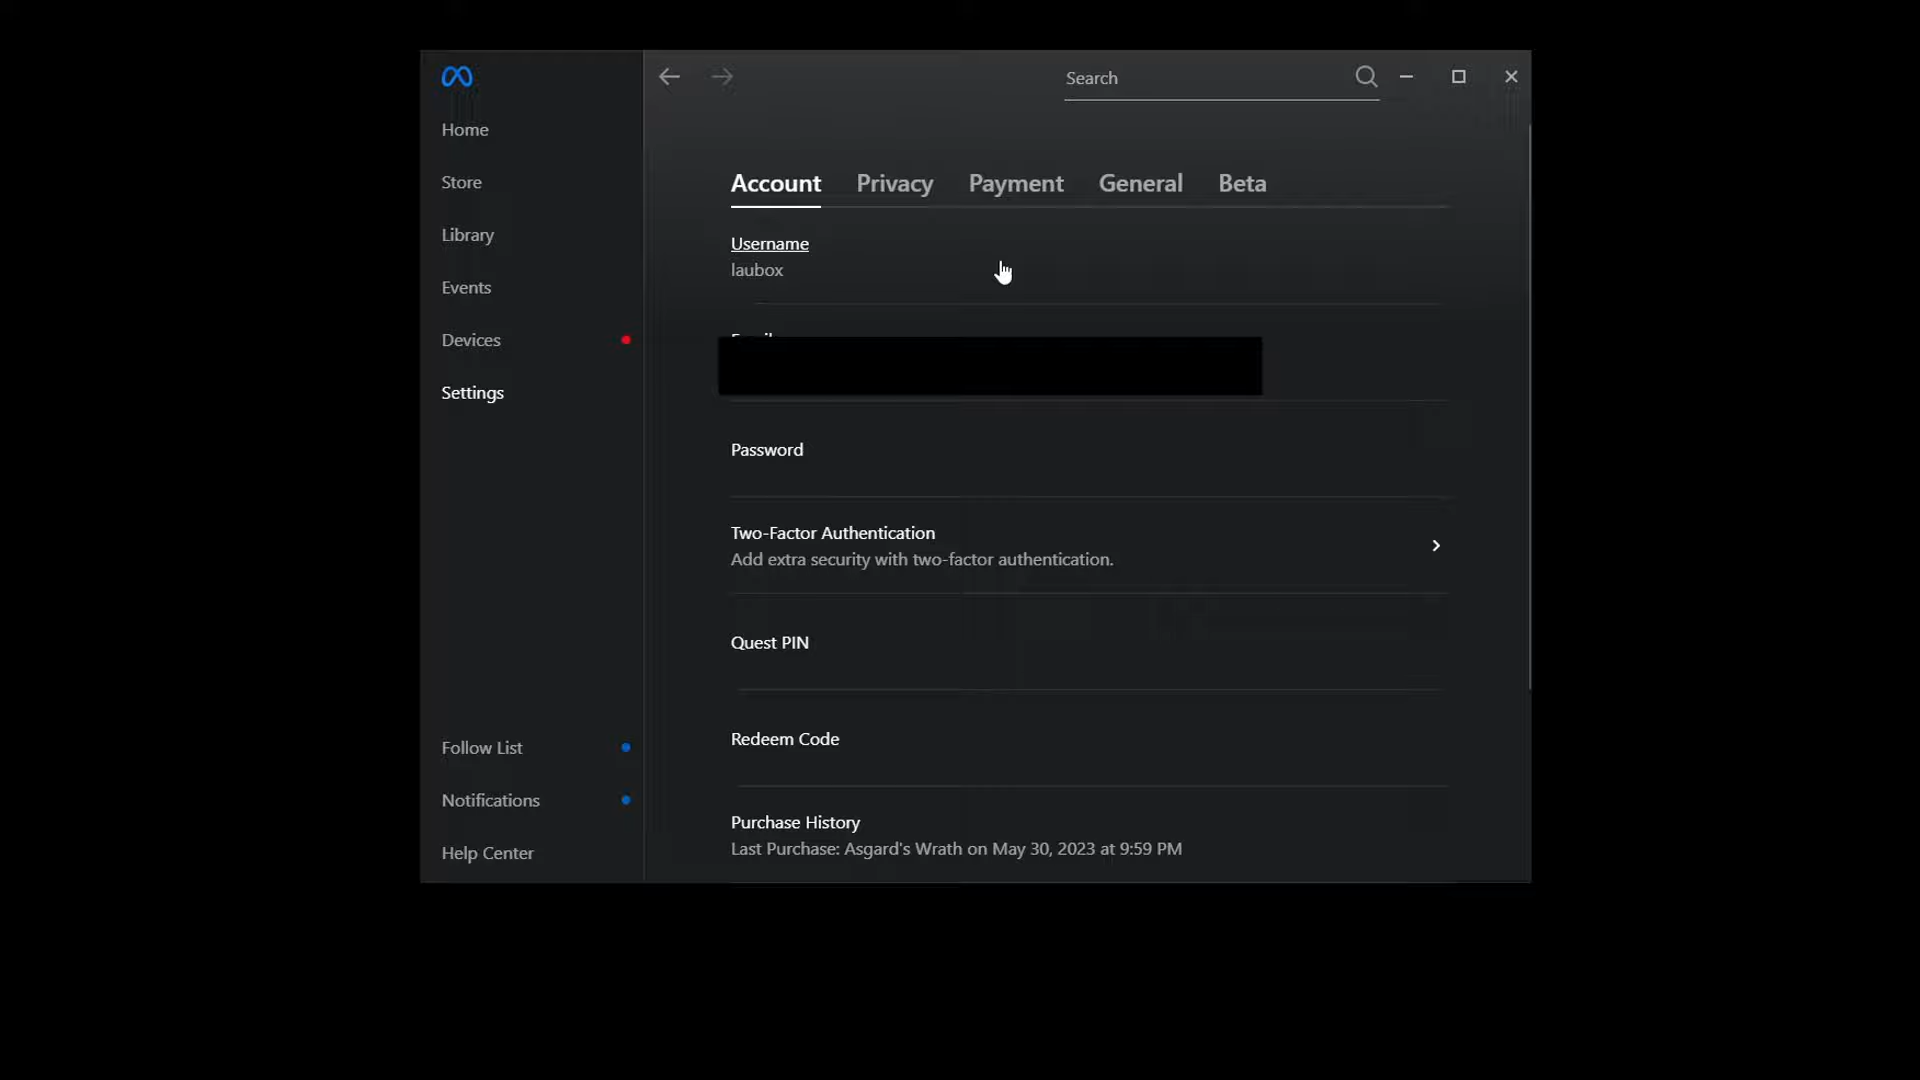 Search
Home
Store
Library
Events
Devices
Settings
Follow List
Notifications
Help Center
Account Privacy Payment General Beta
Username
laubox
Password
Two-Factor Authentication
Add extra security with two-factor authentication.
Quest PIN
Redeem Code
Purchase History
Last Purchase: Asgard's Wrath on May 30, 2023 at 9:59 PM